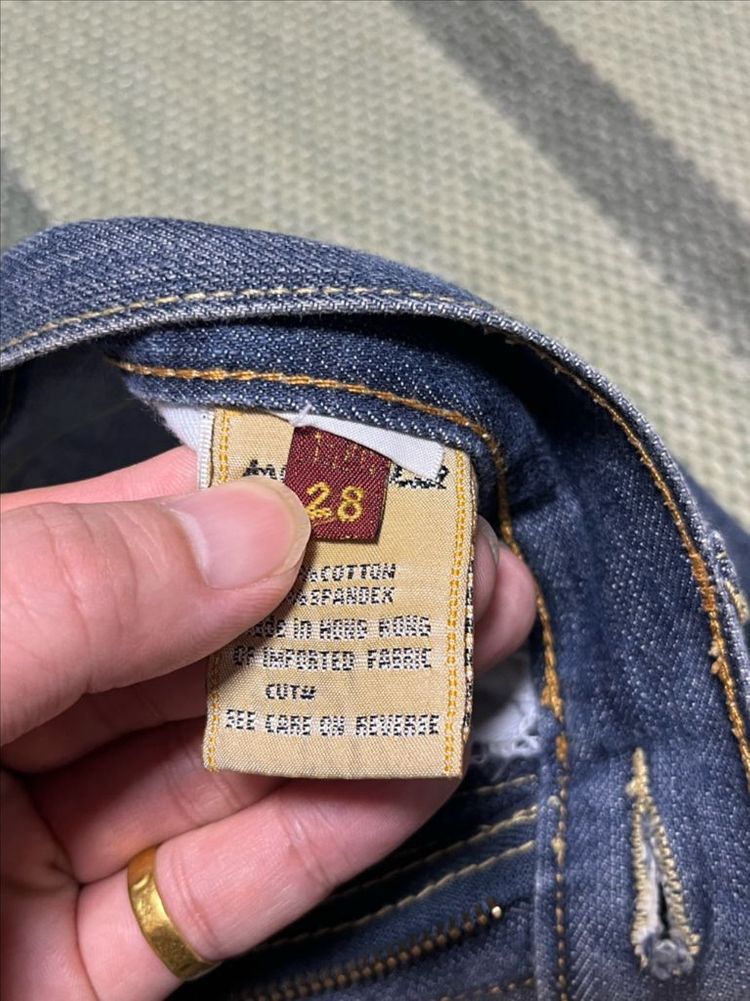 28
%COTTON
%SPANDEX
Made in HONG KONG
OF IMPORTED FABRIC
CUT#
SEE CARE ON REVERSE